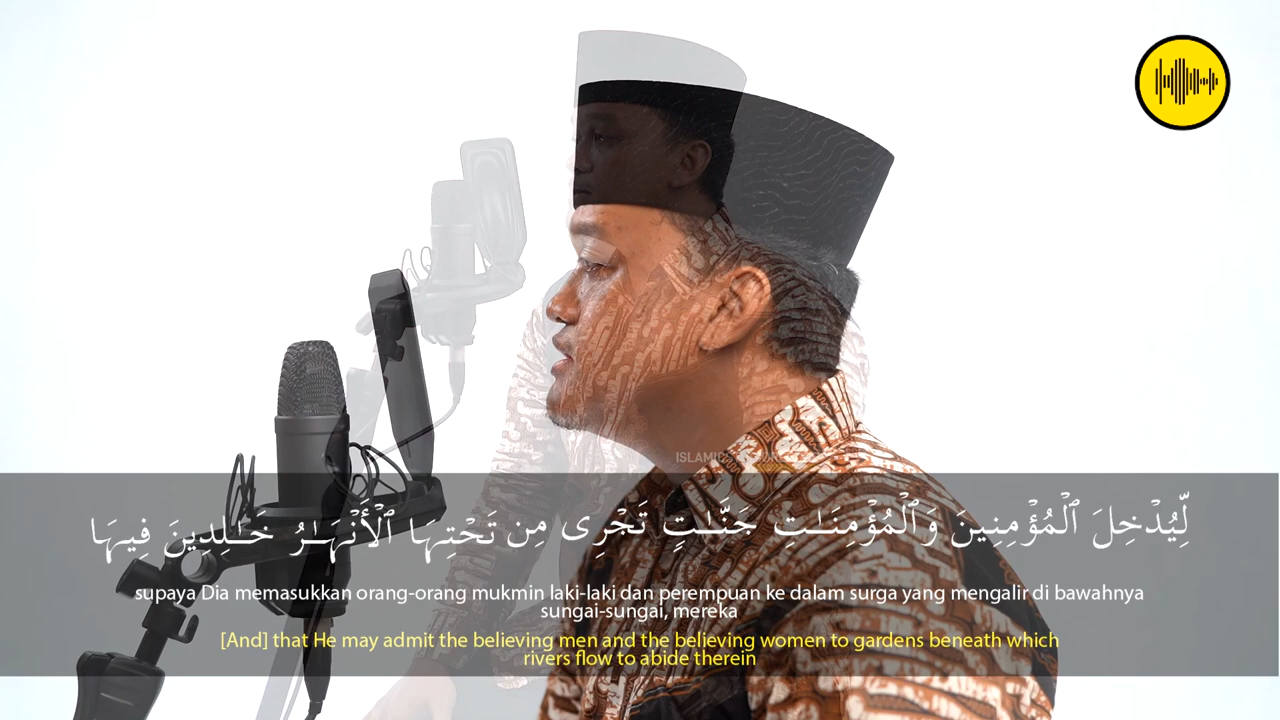 لِّيُدْخِلَ ٱلْمُؤْمِنِينَ وَٱلْمُؤْمِنَـٰتِ جَنَّـٰتٍ تَجْرِى مِن تَحْتِهَا ٱلْأَنْهَـٰرُ خَـٰلِدِينَ فِيهَا
supaya Dia memasukkan orang-orang mukmin laki-laki dan perempuan ke dalam surga yang mengalir di bawahnya
sungai-sungai, mereka
[And] that He may admit the believing men and the believing women to gardens beneath which
rivers flow to abide therein